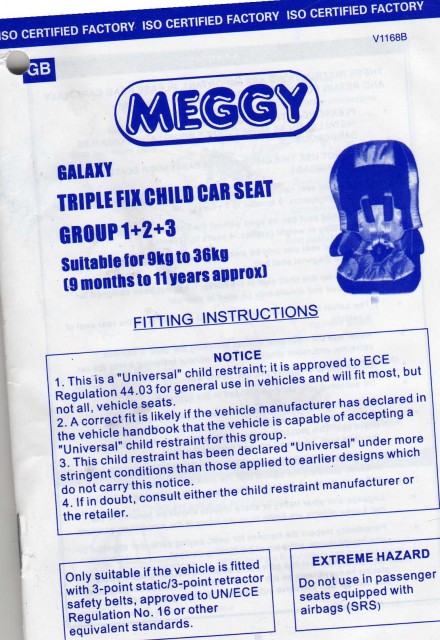 ISO CERTIFIED FACTORY ISO CERTIFIED FACTORY ISO CERTIFIED FACTORY
V1168B
GB
MEGGY
GALAXY
TRIPLE FIX CHILD CAR SEAT
GROUP 1+2+3
Suitable for 9kg to 36kg
(9 months to 11 years approx)
FITTING INSTRUCTIONS
NOTICE
1. This is a "Universal" child restraint; it is approved to ECE
Regulation 44.03 for general use in vehicles and will fit most, but
not all, vehicle seats.
2. A correct fit is likely if the vehicle manufacturer has declared in
the vehicle handbook that the vehicle is capable of accepting a
"Universal" child restraint for this group.
3. This child restraint has been declared "Universal" under more
stringent conditions than those applied to earlier designs which
do not carry this notice.
4. If in doubt, consult either the child restraint manufacturer or
the retailer.
Only suitable if the vehicle is fitted
with 3-point static/3-point retractor
safety belts, approved to UN/ECE
Regulation No. 16 or other
equivalent standards.
EXTREME HAZARD
Do not use in passenger
seats equipped with
airbags (SRS)